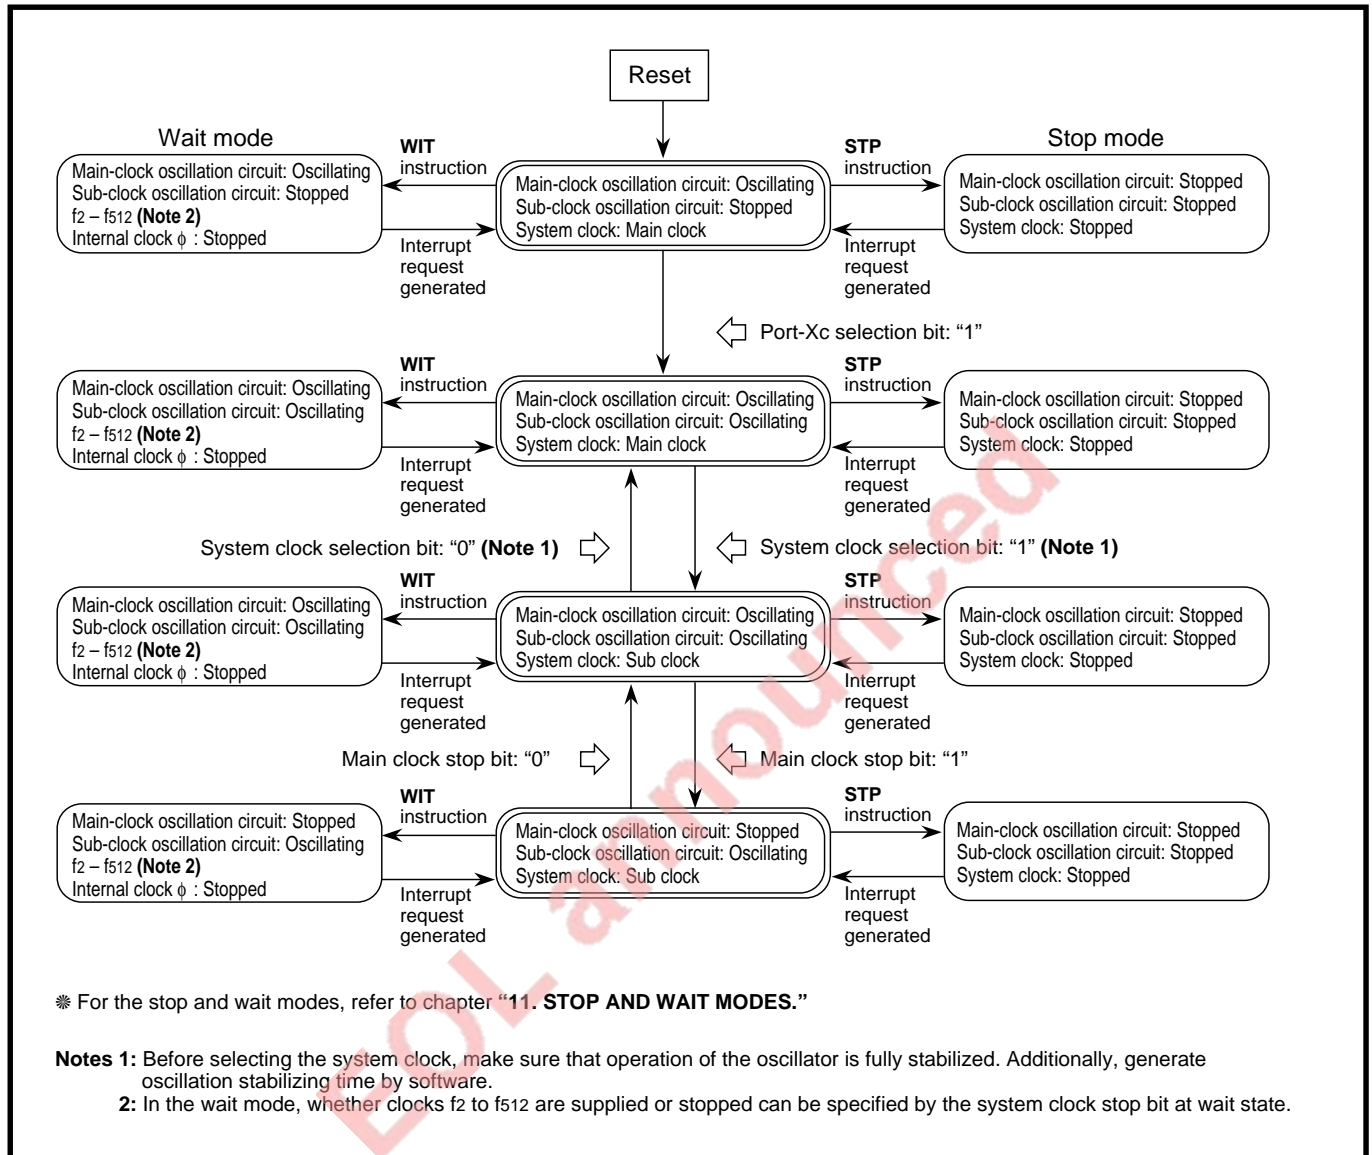 Reset
Wait mode
Stop mode
WIT
instruction
STP
instruction
Main-clock oscillation circuit: Oscillating
Sub-clock oscillation circuit: Stopped
f2 – f512 (Note 2)
Internal clock ϕ : Stopped
Main-clock oscillation circuit: Oscillating
Sub-clock oscillation circuit: Stopped
System clock: Main clock
Main-clock oscillation circuit: Stopped
Sub-clock oscillation circuit: Stopped
System clock: Stopped
Interrupt
request
generated
Interrupt
request
generated
Port-Xc selection bit: “1”
WIT
instruction
STP
instruction
Main-clock oscillation circuit: Oscillating
Sub-clock oscillation circuit: Oscillating
f2 – f512 (Note 2)
Internal clock ϕ : Stopped
Main-clock oscillation circuit: Oscillating
Sub-clock oscillation circuit: Oscillating
System clock: Main clock
Main-clock oscillation circuit: Stopped
Sub-clock oscillation circuit: Stopped
System clock: Stopped
Interrupt
request
generated
Interrupt
request
generated
System clock selection bit: “0” (Note 1)
System clock selection bit: “1” (Note 1)
WIT
instruction
STP
instruction
Main-clock oscillation circuit: Oscillating
Sub-clock oscillation circuit: Oscillating
f2 – f512 (Note 2)
Internal clock ϕ : Stopped
Main-clock oscillation circuit: Oscillating
Sub-clock oscillation circuit: Oscillating
System clock: Sub clock
Main-clock oscillation circuit: Stopped
Sub-clock oscillation circuit: Stopped
System clock: Stopped
Interrupt
request
generated
Interrupt
request
generated
Main clock stop bit: “0”
Main clock stop bit: “1”
WIT
instruction
STP
instruction
Main-clock oscillation circuit: Stopped
Sub-clock oscillation circuit: Oscillating
f2 – f512 (Note 2)
Internal clock ϕ : Stopped
Main-clock oscillation circuit: Stopped
Sub-clock oscillation circuit: Oscillating
System clock: Sub clock
Main-clock oscillation circuit: Stopped
Sub-clock oscillation circuit: Stopped
System clock: Stopped
Interrupt
request
generated
Interrupt
request
generated
❊ For the stop and wait modes, refer to chapter “11. STOP AND WAIT MODES.”
Notes 1: Before selecting the system clock, make sure that operation of the oscillator is fully stabilized. Additionally, generate
oscillation stabilizing time by software.
2: In the wait mode, whether clocks f2 to f512 are supplied or stopped can be specified by the system clock stop bit at wait state.
EOL announced